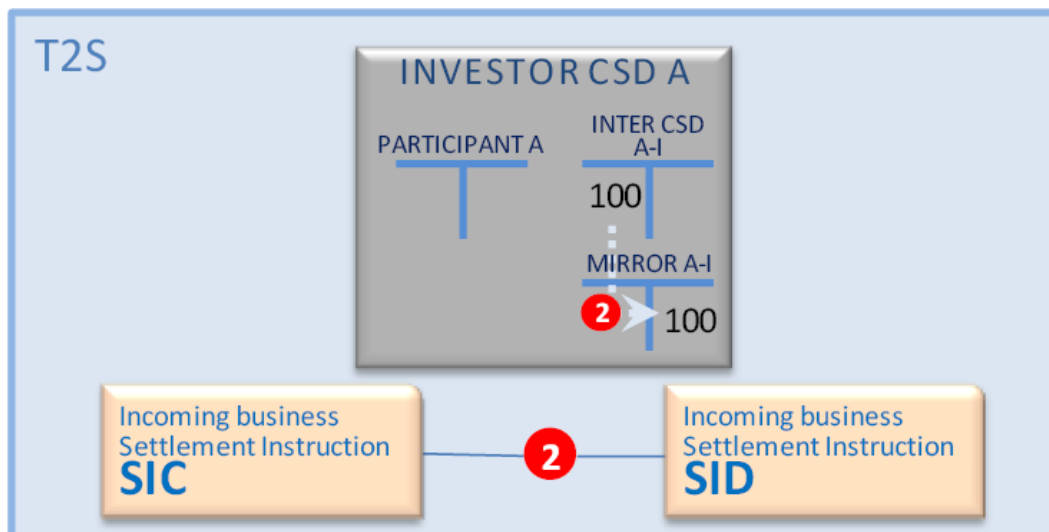 T2S
INVESTOR CSD A
PARTICIPANT A
INTER CSD
A-I
100
MIRROR A-I
2
100
Incoming business
Settlement Instruction
SIC
2
Incoming business
Settlement Instruction
SID